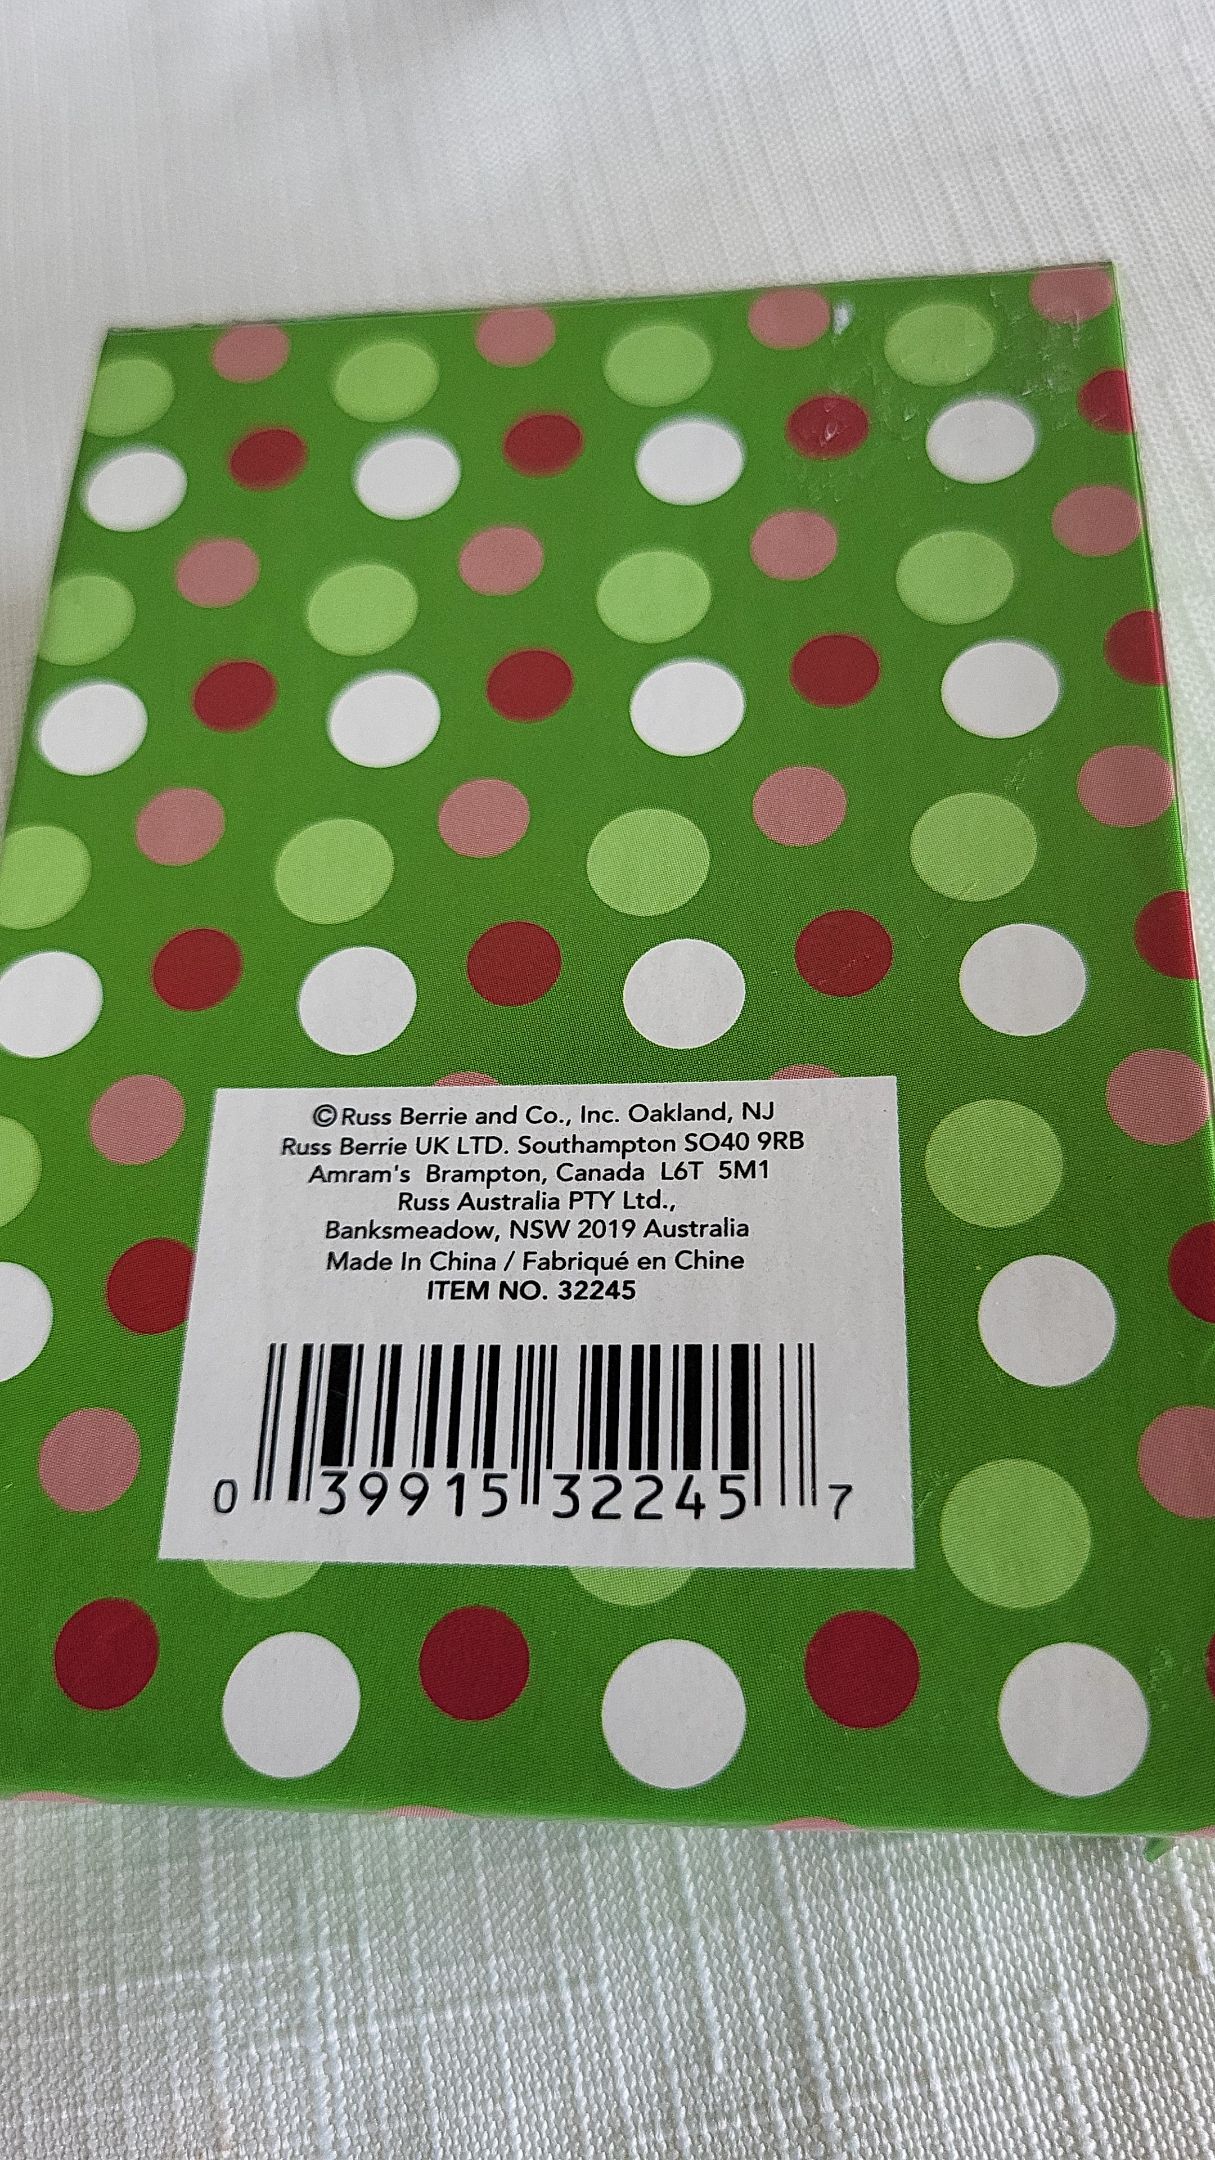 ©Russ Berrie and Co., Inc. Oakland, NJ
Russ Berrie UK LTD. Southampton SO40 9RB
Amram's Brampton, Canada L6T 5M1
Russ Australia PTY Ltd.,
Banksmeadow, NSW 2019 Australia
Made In China / Fabriqué en Chine
ITEM NO. 32245
0 39915 32245 7